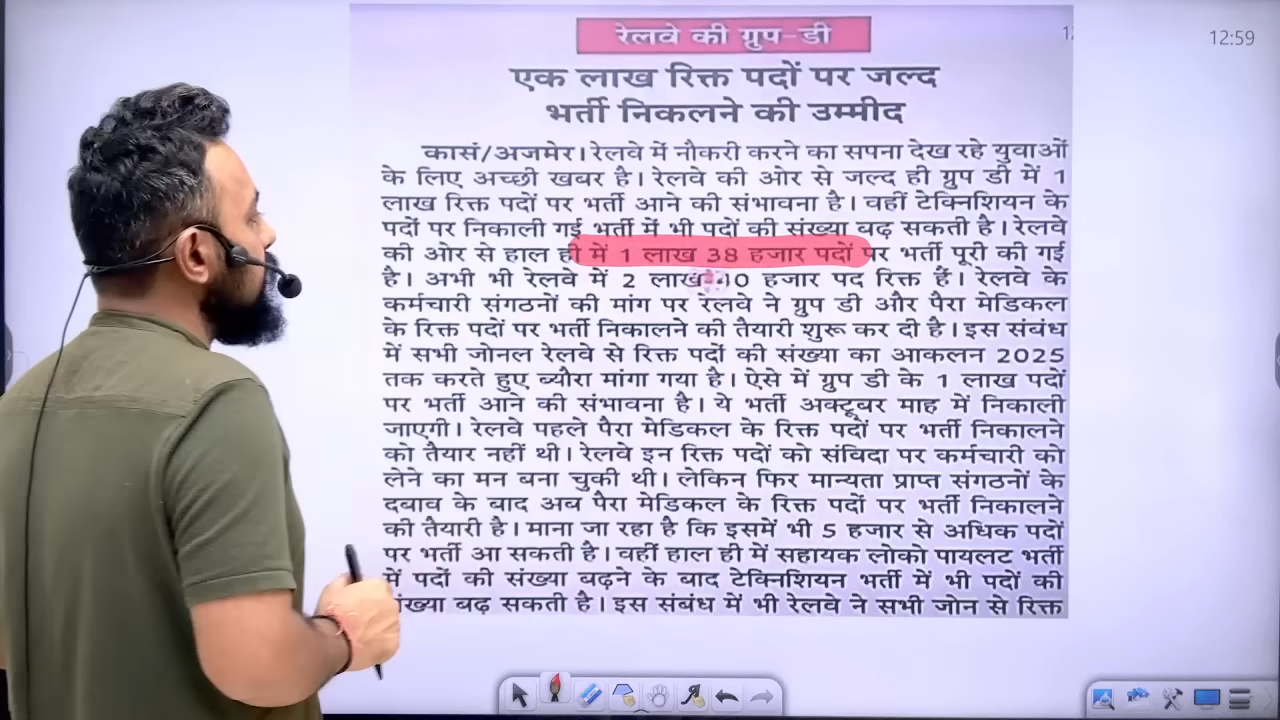 रेलवे की ग्रुप-डी
12:59
एक लाख रिक्त पदों पर जल्द
भर्ती निकलने की उम्मीद
कासं/अजमेर। रेलवे में नौकरी करने का सपना देख रहे युवाओं
के लिए अच्छी खबर है। रेलवे की ओर से जल्द ही ग्रुप डी में 1
लाख रिक्त पदों पर भर्ती आने की संभावना है। वहीं टेक्निशियन के
पदों पर निकाली गई भर्ती में भी पदों की संख्या बढ़ सकती है। रेलवे
की ओर से हाल ही में 1 लाख 38 हजार पदों पर भर्ती पूरी की गई
है। अभी भी रेलवे में 2 लाख 40 हजार पद रिक्त हैं। रेलवे के
कर्मचारी संगठनों की मांग पर रेलवे ने ग्रुप डी और पैरा मेडिकल
के रिक्त पदों पर भर्ती निकालने की तैयारी शुरू कर दी है। इस संबंध
में सभी जोनल रेलवे से रिक्त पदों की संख्या का आकलन 2025
तक करते हुए ब्यौरा मांगा गया है। ऐसे में ग्रुप डी के 1 लाख पदों
पर भर्ती आने की संभावना है। ये भर्ती अक्टूबर माह में निकाली
जाएगी। रेलवे पहले पैरा मेडिकल के रिक्त पदों पर भर्ती निकालने
को तैयार नहीं थी। रेलवे इन रिक्त पदों को संविदा पर कर्मचारी को
लेने का मन बना चुकी थी। लेकिन फिर मान्यता प्राप्त संगठनों के
दबाव के बाद अब पैरा मेडिकल के रिक्त पदों पर भर्ती निकालने
की तैयारी है। माना जा रहा है कि इसमें भी 5 हजार से अधिक पदों
पर भर्ती आ सकती है। वहीं हाल ही में सहायक लोको पायलट भर्ती
में पदों की संख्या बढ़ने के बाद टेक्निशियन भर्ती में भी पदों की
संख्या बढ़ सकती है। इस संबंध में भी रेलवे ने सभी जोन से रिक्त